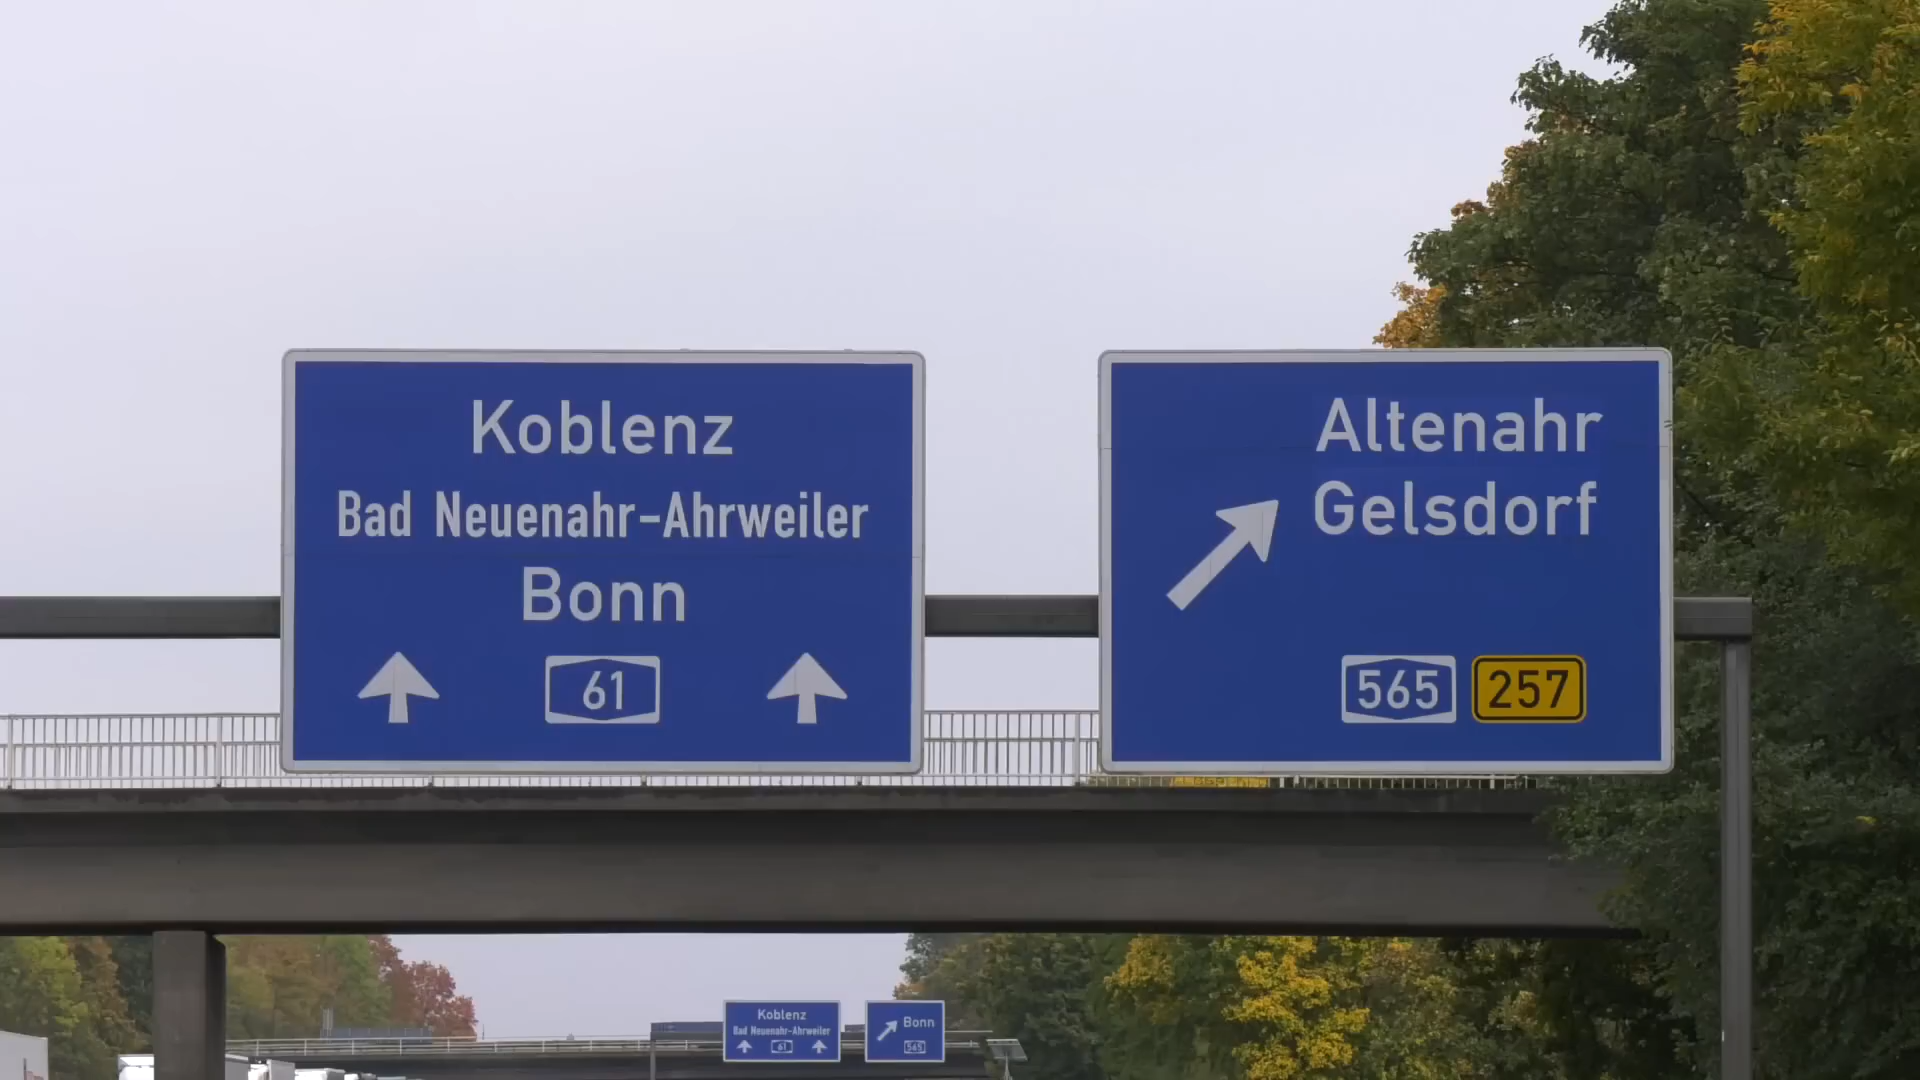 Koblenz
Bad Neuenahr-Ahrweiler
Bonn
61
Altenahr
Gelsdorf
565 257
Koblenz
Bad Neuenahr-Ahrweiler
61
Bonn
565